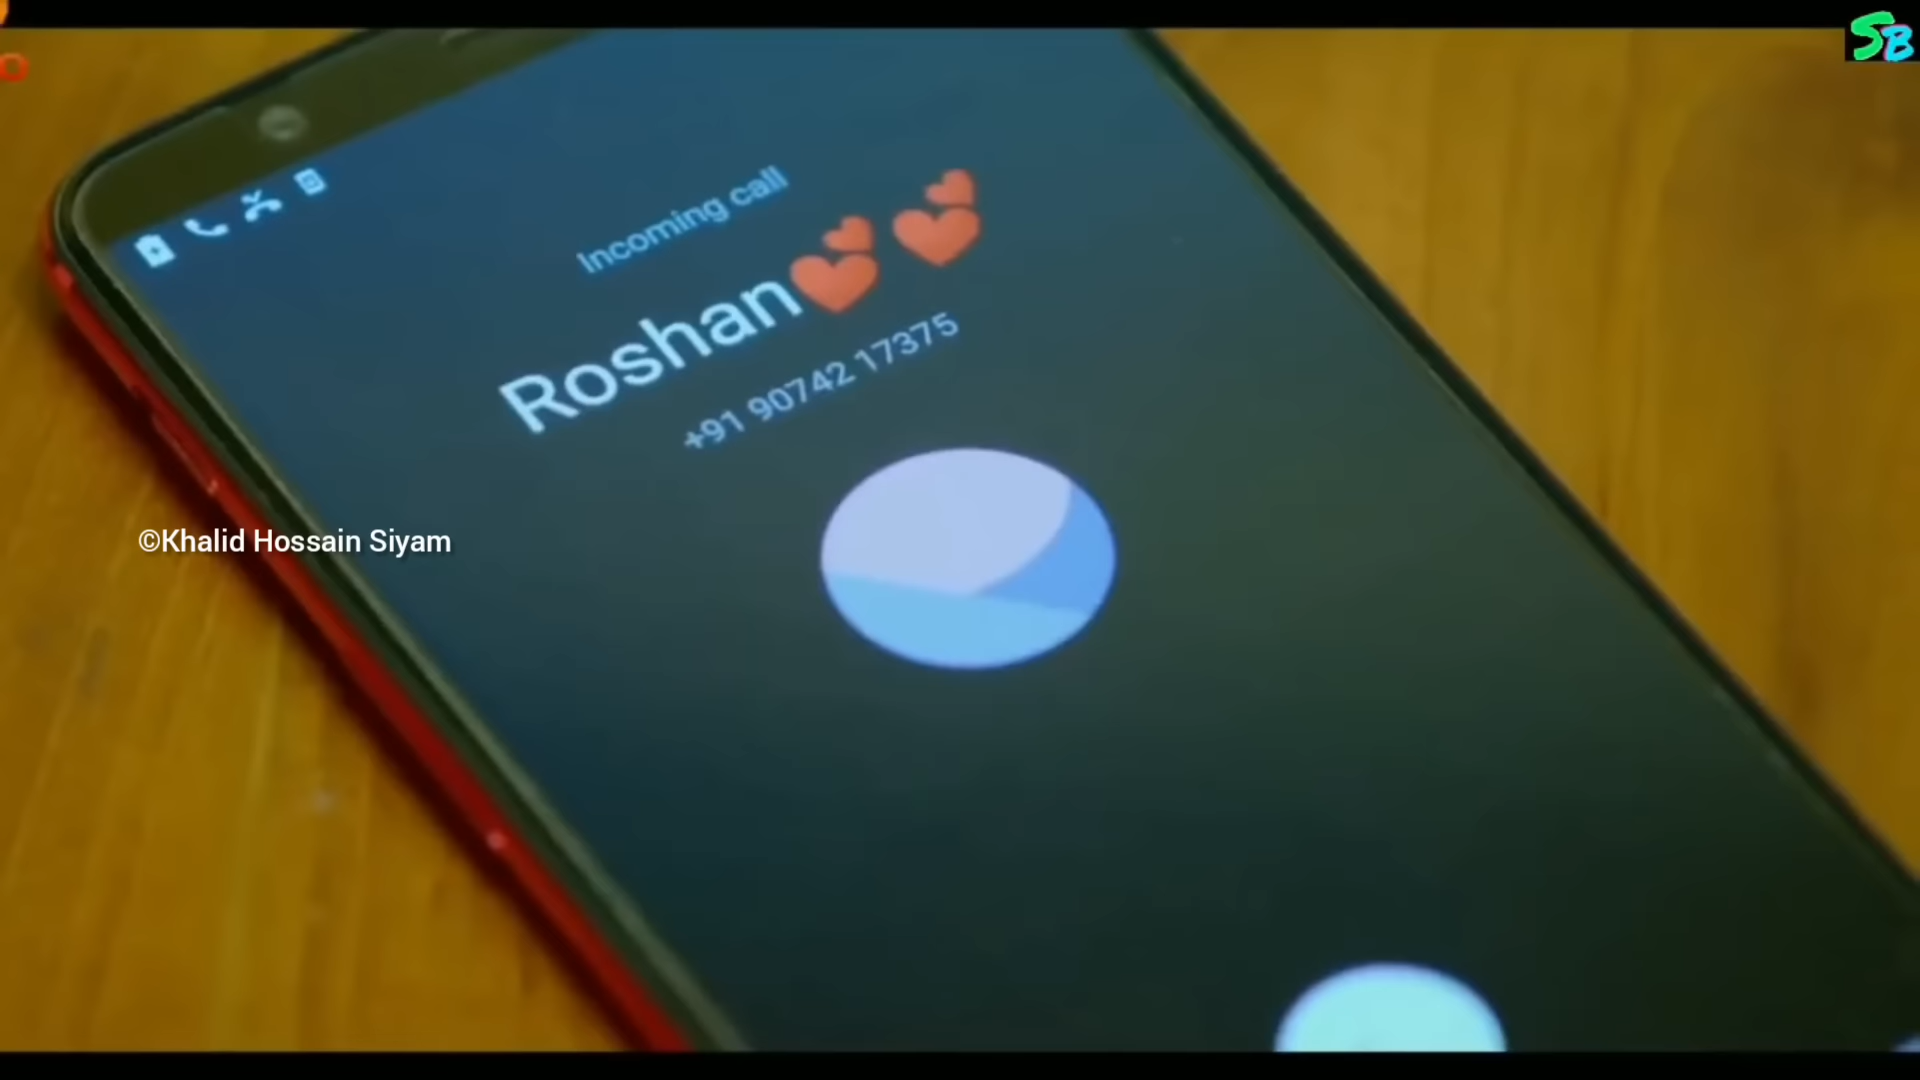 SB
Incoming call
Roshan💕💕
+91 90742 17375
©Khalid Hossain Siyam